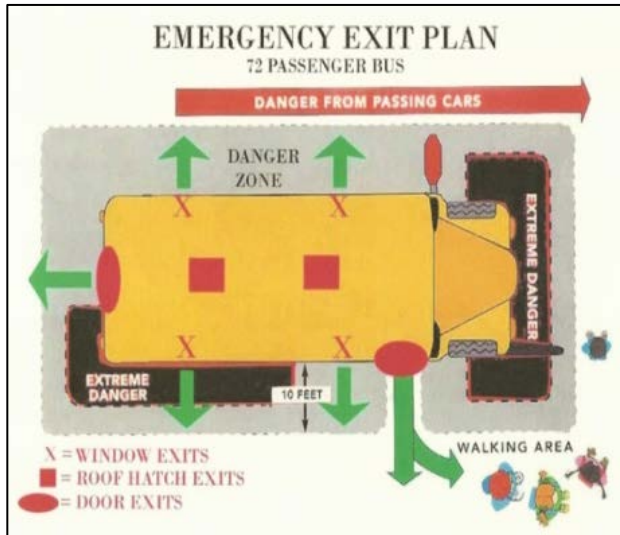 EMERGENCY EXIT PLAN
72 PASSENGER BUS
DANGER FROM PASSING CARS
DANGER
ZONE
X
X
EXTREME DANGER
X
X
EXTREME
DANGER
10 FEET
WALKING AREA
X = WINDOW EXITS
= ROOF HATCH EXITS
= DOOR EXITS